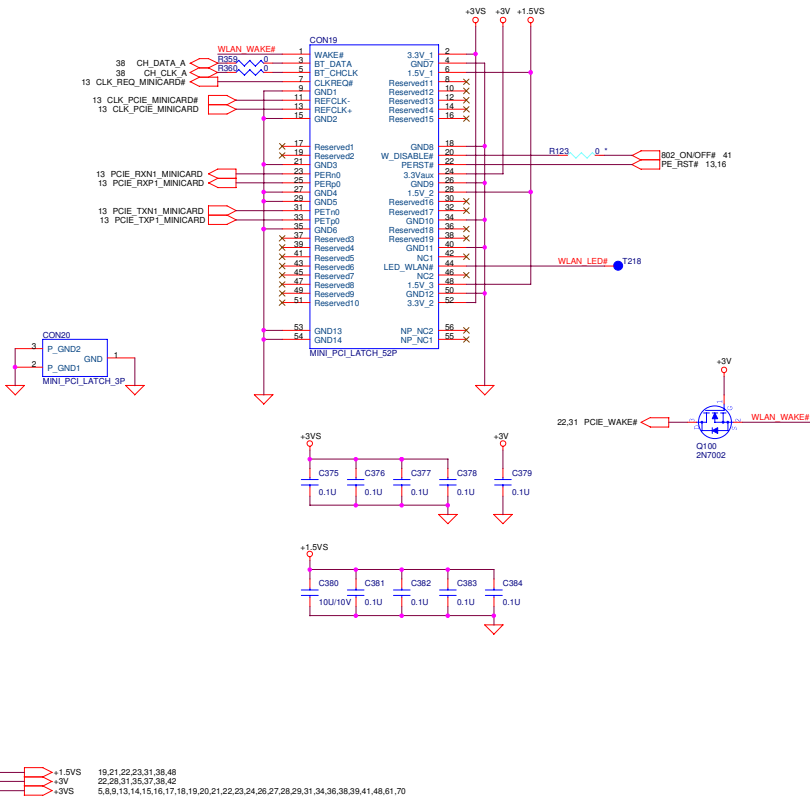 +3VS +3V +1.5VS
CON19
WLAN_WAKE# 1 WAKE# 3.3V_1 2
38 CH_DATA_A R359 0 3 BT_DATA GND7 4
38 CH_CLK_A R360 0 5 BT_CHCLK 1.5V_1 6
13 CLK_REQ_MINICARD# 7 CLKREQ# Reserved11 8
9 GND1 Reserved12 10
13 CLK_PCIE_MINICARD# 11 REFCLK- Reserved13 12
13 CLK_PCIE_MINICARD 13 REFCLK+ Reserved14 14
15 GND2 Reserved15 16
17 Reserved1 GND8 18
19 Reserved2 W_DISABLE# 20 R123 0 * 802_ON/OFF# 41
21 GND3 PERST# 22 PE_RST# 13,16
13 PCIE_RXN1_MINICARD 23 PERn0 3.3Vaux 24
13 PCIE_RXP1_MINICARD 25 PERp0 GND9 26
27 GND4 1.5V_2 28
29 GND5 Reserved16 30
13 PCIE_TXN1_MINICARD 31 PETn0 Reserved17 32
13 PCIE_TXP1_MINICARD 33 PETp0 GND10 34
35 GND6 Reserved18 36
37 Reserved3 Reserved19 38
39 Reserved4 GND11 40
41 Reserved5 NC1 42
43 Reserved6 LED_WLAN# 44 WLAN_LED# T218
45 Reserved7 NC2 46
47 Reserved8 1.5V_3 48
49 Reserved9 GND12 50
51 Reserved10 3.3V_2 52
53 GND13 NP_NC2 56
54 GND14 NP_NC1 55
MINI_PCI_LATCH_52P
CON20
3 P_GND2
GND 1
2 P_GND1
MINI_PCI_LATCH_3P
+3V
22,31 PCIE_WAKE# 3 D 1 G S 2 WLAN_WAKE#
Q100
2N7002
+3VS +3V
C375 C376 C377 C378 C379
0.1U 0.1U 0.1U 0.1U 0.1U
+1.5VS
C380 C381 C382 C383 C384
10U/10V 0.1U 0.1U 0.1U 0.1U
+1.5VS 19,21,22,23,31,38,48
+3V 22,28,31,35,37,38,42
+3VS 5,8,9,13,14,15,16,17,18,19,20,21,22,23,24,26,27,28,29,31,34,36,38,39,41,48,61,70